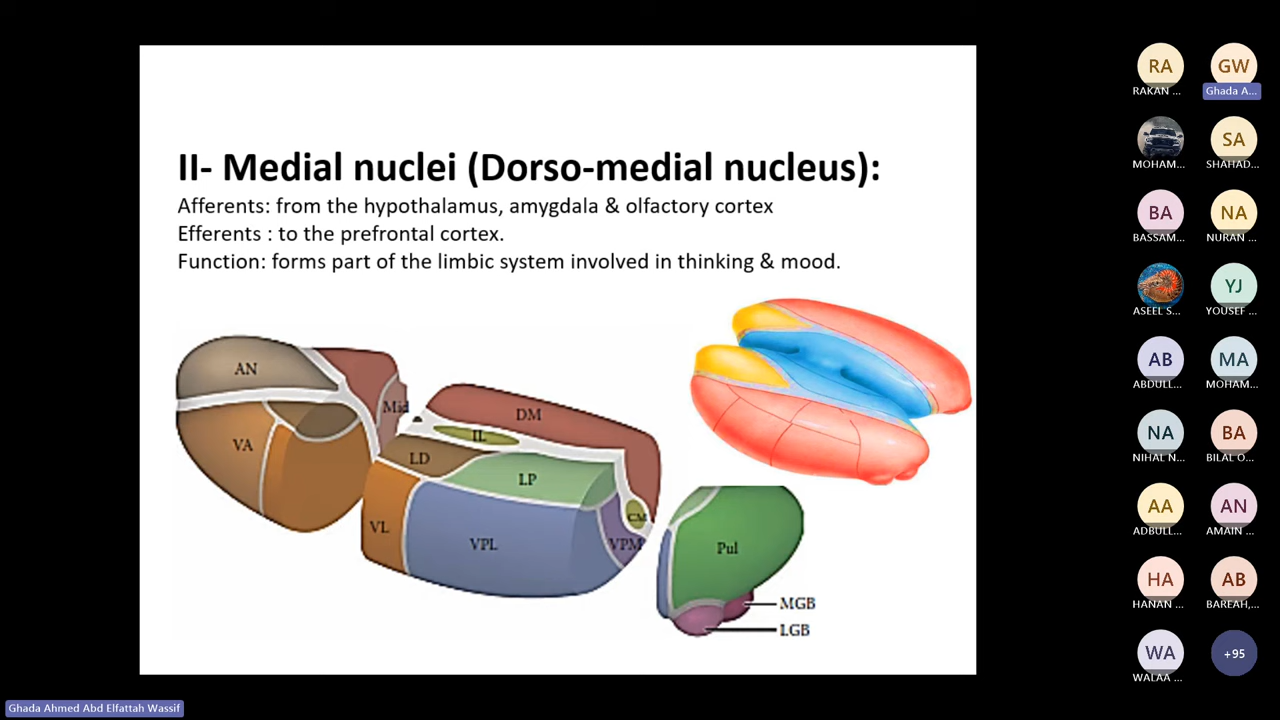 II- Medial nuclei (Dorso-medial nucleus):
Afferents: from the hypothalamus, amygdala & olfactory cortex
Efferents : to the prefrontal cortex.
Function: forms part of the limbic system involved in thinking & mood.
AN
Mid
DM
VA
IL
LD
LP
CM
VL
VPL
VPM
Pul
MGB
LGB
RA
RAKAN ...
GW
Ghada A...
MOHAM...
SA
SHAHAD...
BA
BASSAM...
NA
NURAN ...
ASEEL S...
YJ
YOUSEF ...
AB
ABDULL...
MA
MOHAM...
NA
NIHAL N...
BA
BILAL O...
AA
ADBULL...
AN
AMAIN ...
HA
HANAN ...
AB
BAREAH,...
WA
WALAA ...
+95
Ghada Ahmed Abd Elfattah Wassif